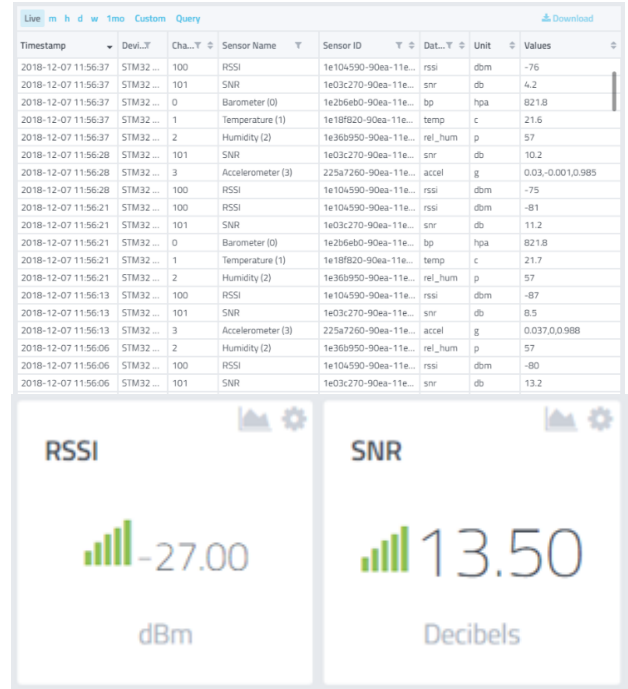 Live m h d w 1mo Custom Query Download
Timestamp Devi... Cha... Sensor Name Sensor ID Dat... Unit Values
2018-12-07 11:56:37 STM32 ... 100 RSSI 1e104590-90ea-11e... rssi dbm -76
2018-12-07 11:56:37 STM32 ... 101 SNR 1e03c270-90ea-11e... snr db 4.2
2018-12-07 11:56:37 STM32 ... 0 Barometer (0) 1e2b6eb0-90ea-11e... bp hpa 821.8
2018-12-07 11:56:37 STM32 ... 1 Temperature (1) 1e18f820-90ea-11e... temp c 21.6
2018-12-07 11:56:37 STM32 ... 2 Humidity (2) 1e36b950-90ea-11e... rel_hum p 57
2018-12-07 11:56:28 STM32 ... 101 SNR 1e03c270-90ea-11e... snr db 10.2
2018-12-07 11:56:28 STM32 ... 3 Accelerometer (3) 225a7260-90ea-11e... accel g 0.03,-0.001,0.985
2018-12-07 11:56:28 STM32 ... 100 RSSI 1e104590-90ea-11e... rssi dbm -75
2018-12-07 11:56:21 STM32 ... 100 RSSI 1e104590-90ea-11e... rssi dbm -81
2018-12-07 11:56:21 STM32 ... 101 SNR 1e03c270-90ea-11e... snr db 11.2
2018-12-07 11:56:21 STM32 ... 0 Barometer (0) 1e2b6eb0-90ea-11e... bp hpa 821.8
2018-12-07 11:56:21 STM32 ... 1 Temperature (1) 1e18f820-90ea-11e... temp c 21.7
2018-12-07 11:56:21 STM32 ... 2 Humidity (2) 1e36b950-90ea-11e... rel_hum p 57
2018-12-07 11:56:13 STM32 ... 100 RSSI 1e104590-90ea-11e... rssi dbm -87
2018-12-07 11:56:13 STM32 ... 101 SNR 1e03c270-90ea-11e... snr db 8.5
2018-12-07 11:56:13 STM32 ... 3 Accelerometer (3) 225a7260-90ea-11e... accel g 0.037,0,0.988
2018-12-07 11:56:06 STM32 ... 2 Humidity (2) 1e36b950-90ea-11e... rel_hum p 57
2018-12-07 11:56:06 STM32 ... 100 RSSI 1e104590-90ea-11e... rssi dbm -80
2018-12-07 11:56:06 STM32 ... 101 SNR 1e03c270-90ea-11e... snr db 13.2
RSSI
-27.00
dBm
SNR
13.50
Decibels